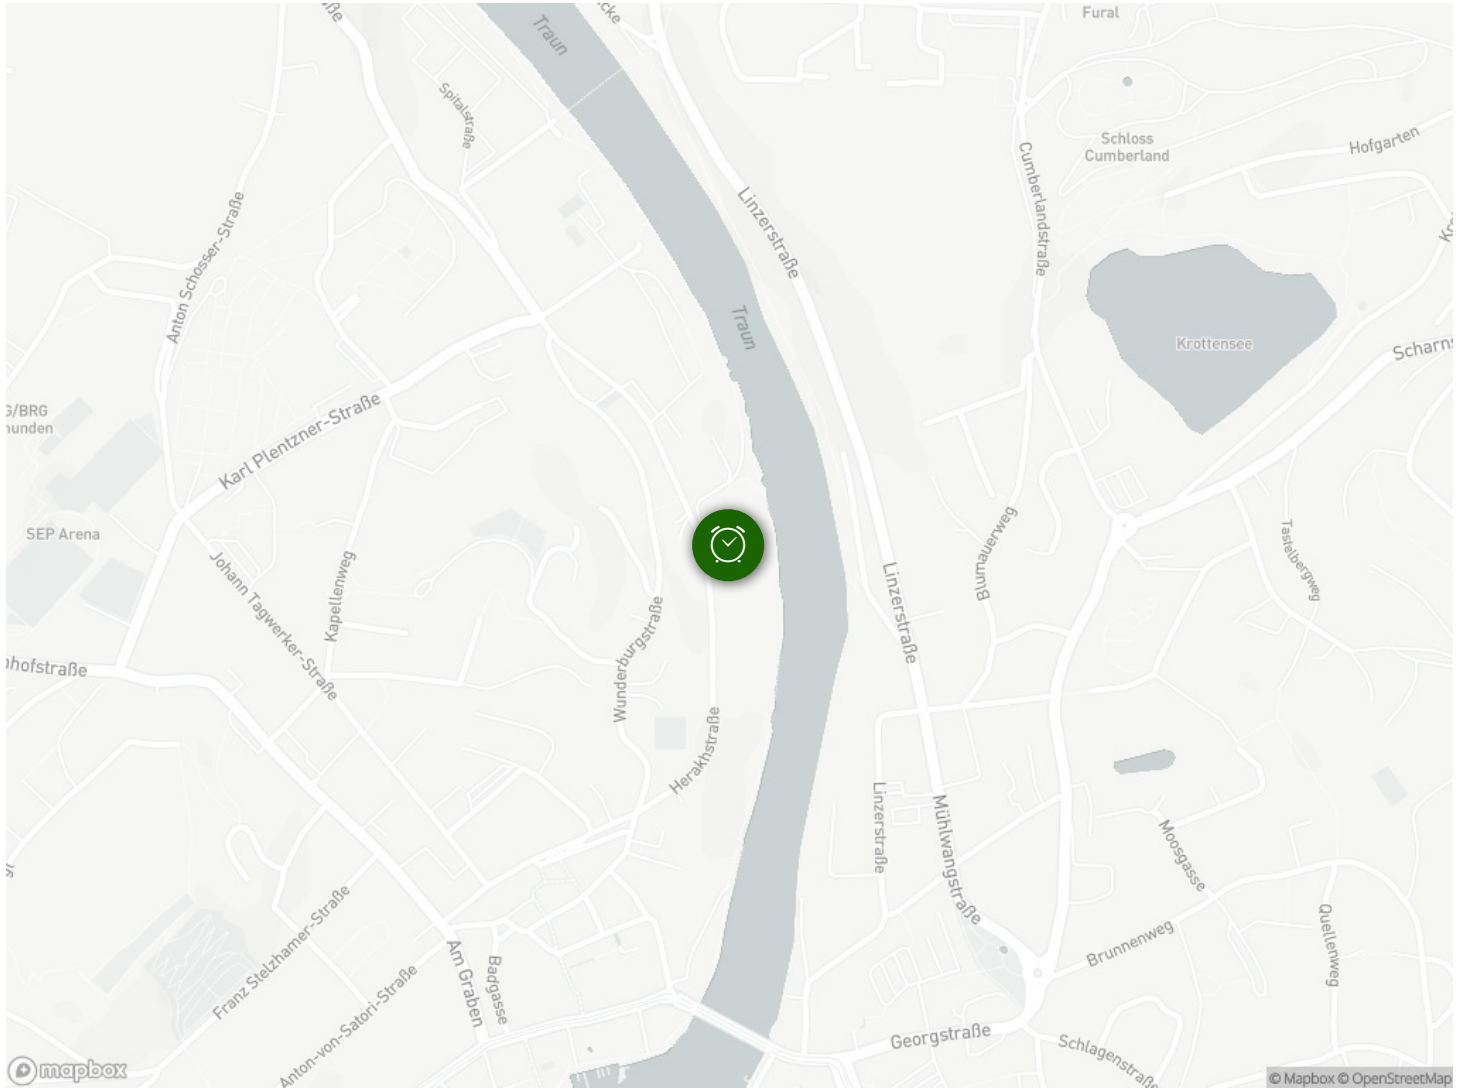 Traun
Fural
Spitalstraße
Schloss
Cumberland
Hofgarten
Cumberlandstraße
Linzerstraße
Anton Schosser-Straße
Traun
Krottensee
Karl Plentzner-Straße
SEP Arena
Tastelbergweg
Blumauerweg
Johann Tagwerker-Straße
Kapellenweg
Linzerstraße
Wunderburgstraße
Herakhstraße
Linzerstraße
Mühlwangstraße
Moosgasse
Franz Stelzhamer-Straße
Brunnenweg
Quellenweg
Am Graben
Badgasse
Anton-von-Satori-Straße
Georgstraße
Schlagenstraße
mapbox
© Mapbox © OpenStreetMap